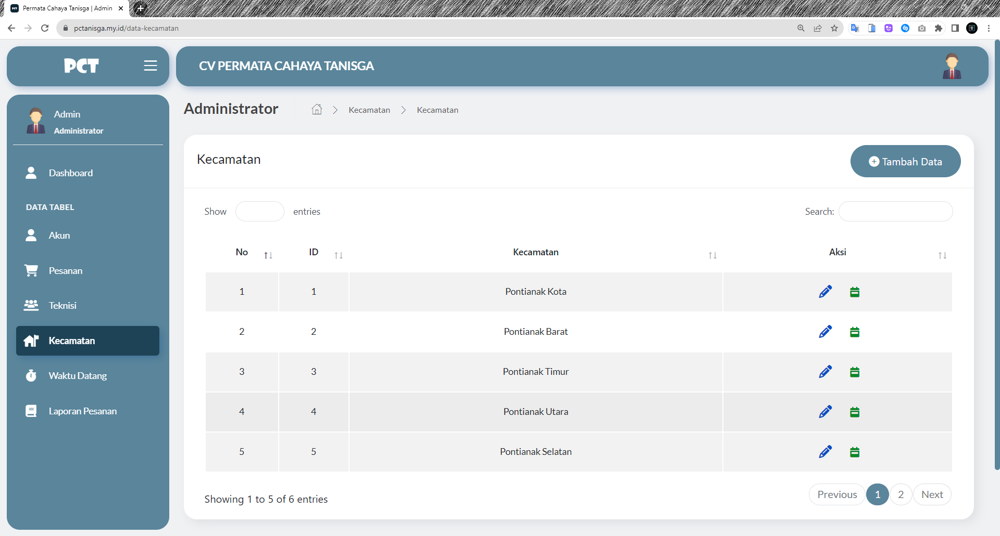 Permata Cahaya Tanisga | Admin
pctanisga.my.id/data-kecamatan
PCT
CV PERMATA CAHAYA TANISGA
Admin
Administrator
Dashboard
DATA TABEL
Akun
Pesanan
Teknisi
Kecamatan
Waktu Datang
Laporan Pesanan
Administrator
Kecamatan
Kecamatan
Kecamatan
Tambah Data
Show entries
Search:
No ID Kecamatan Aksi
1 1 Pontianak Kota
2 2 Pontianak Barat
3 3 Pontianak Timur
4 4 Pontianak Utara
5 5 Pontianak Selatan
Showing 1 to 5 of 6 entries
Previous 1 2 Next